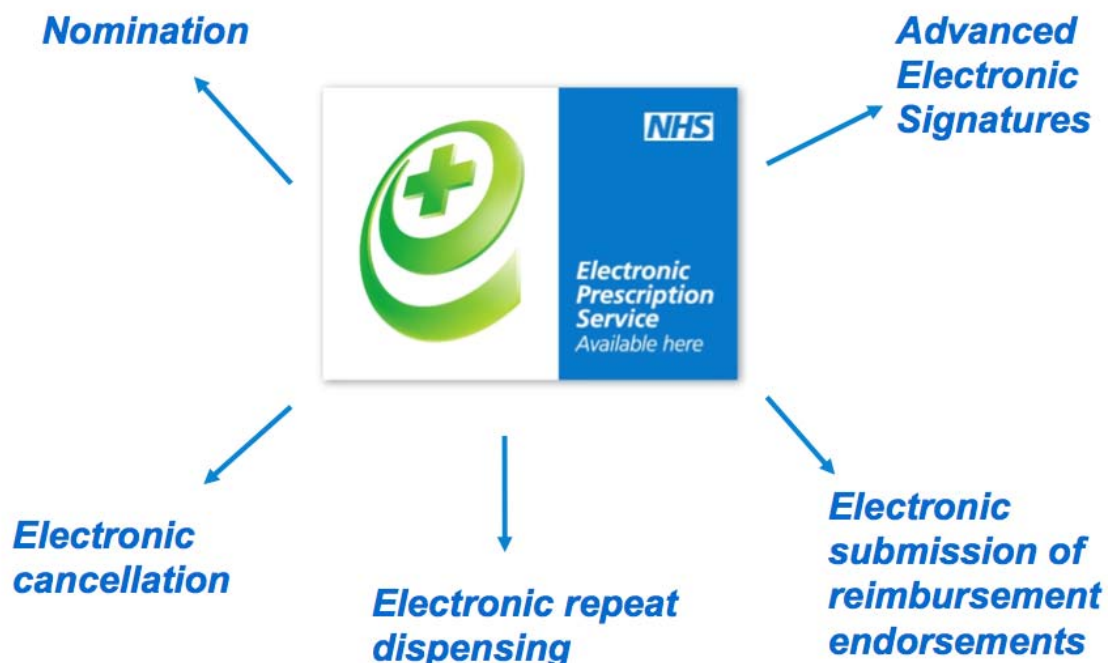 Nomination
Advanced
Electronic
Signatures
NHS
Electronic
Prescription
Service
Available here
Electronic
cancellation
Electronic repeat
dispensing
Electronic
submission of
reimbursement
endorsements